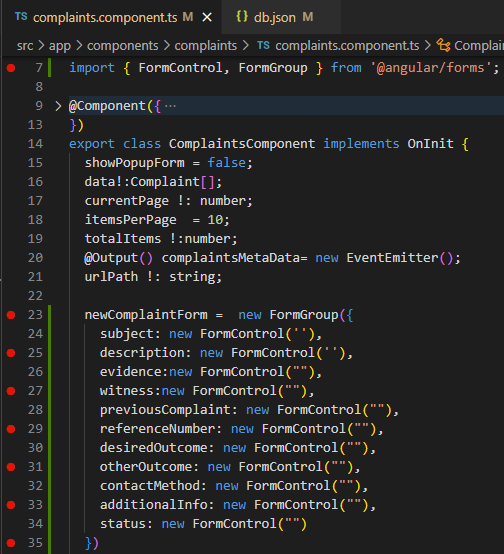 TS complaints.component.ts M × {} db.json M
src > app > components > complaints > TS complaints.component.ts > Complain
7 import { FormControl, FormGroup } from '@angular/forms';
8
9 > @Component({ ···
13 })
14 export class ComplaintsComponent implements OnInit {
15 showPopupForm = false;
16 data!:Complaint[];
17 currentPage !: number;
18 itemsPerPage  = 10;
19 totalItems !:number;
20 @Output() complaintsMetaData= new EventEmitter();
21 urlPath !: string;
22
23 newComplaintForm =  new FormGroup({
24 subject: new FormControl(''),
25 description: new FormControl(''),
26 evidence:new FormControl(""),
27 witness:new FormControl(""),
28 previousComplaint: new FormControl(""),
29 referenceNumber: new FormControl(""),
30 desiredOutcome: new FormControl(""),
31 otherOutcome: new FormControl(""),
32 contactMethod: new FormControl(""),
33 additionalInfo: new FormControl(""),
34 status: new FormControl("")
35 })